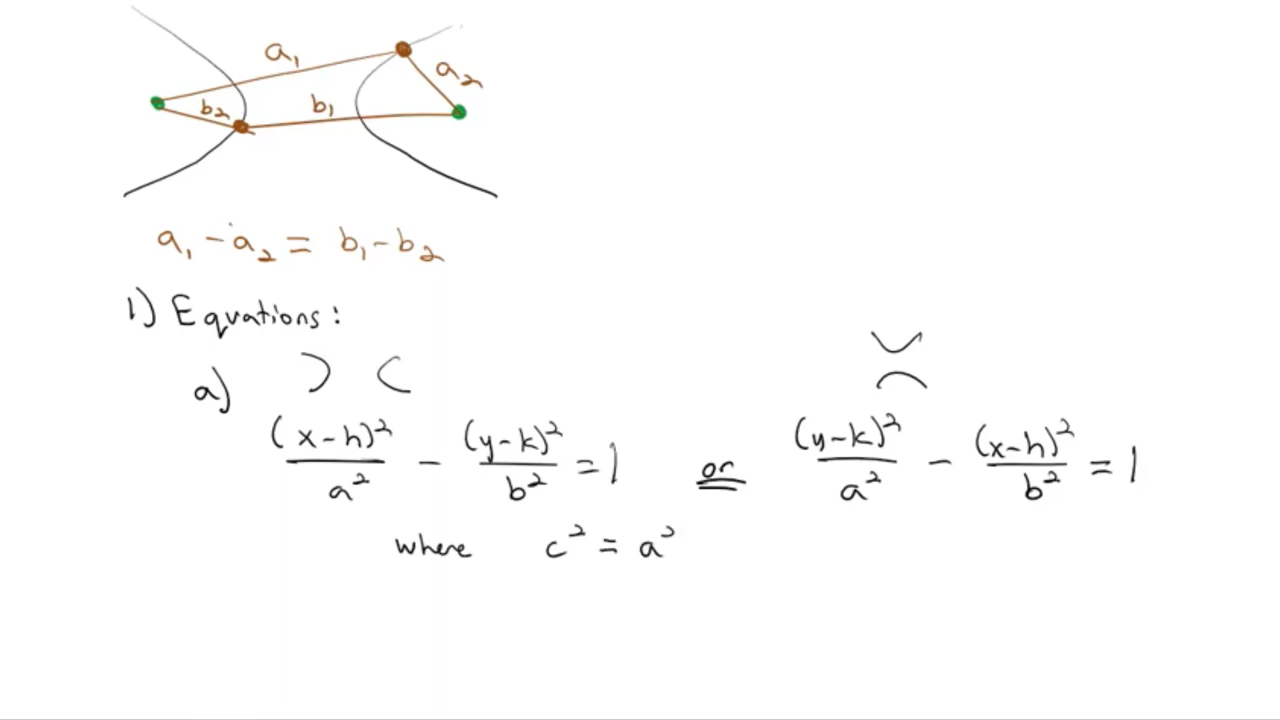 a₁
a₂
b₂
b₁
a₁ - a₂ = b₁ - b₂
1) Equations:
a)
(x-h)²/a² - (y-k)²/b² = 1 or (y-k)²/a² - (x-h)²/b² = 1
where c² = a²